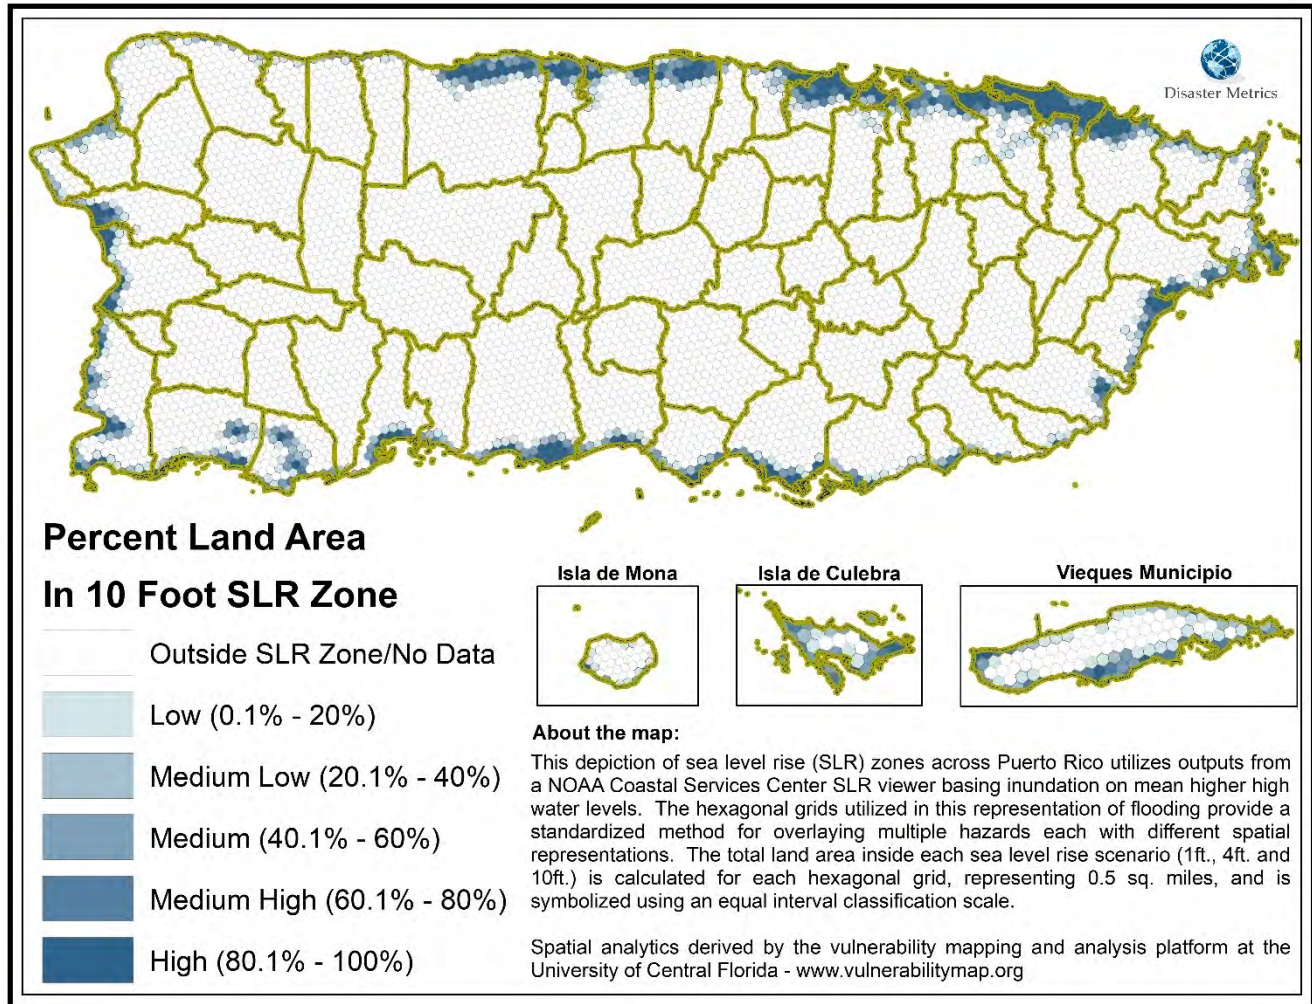 Disaster Metrics
Percent Land Area
In 10 Foot SLR Zone
Outside SLR Zone/No Data
Low (0.1% - 20%)
Medium Low (20.1% - 40%)
Medium (40.1% - 60%)
Medium High (60.1% - 80%)
High (80.1% - 100%)
Isla de Mona
Isla de Culebra
Vieques Municipio
About the map:
This depiction of sea level rise (SLR) zones across Puerto Rico utilizes outputs from
a NOAA Coastal Services Center SLR viewer basing inundation on mean higher high
water levels. The hexagonal grids utilized in this representation of flooding provide a
standardized method for overlaying multiple hazards each with different spatial
representations. The total land area inside each sea level rise scenario (1ft., 4ft. and
10ft.) is calculated for each hexagonal grid, representing 0.5 sq. miles, and is
symbolized using an equal interval classification scale.
Spatial analytics derived by the vulnerability mapping and analysis platform at the
University of Central Florida - www.vulnerabilitymap.org